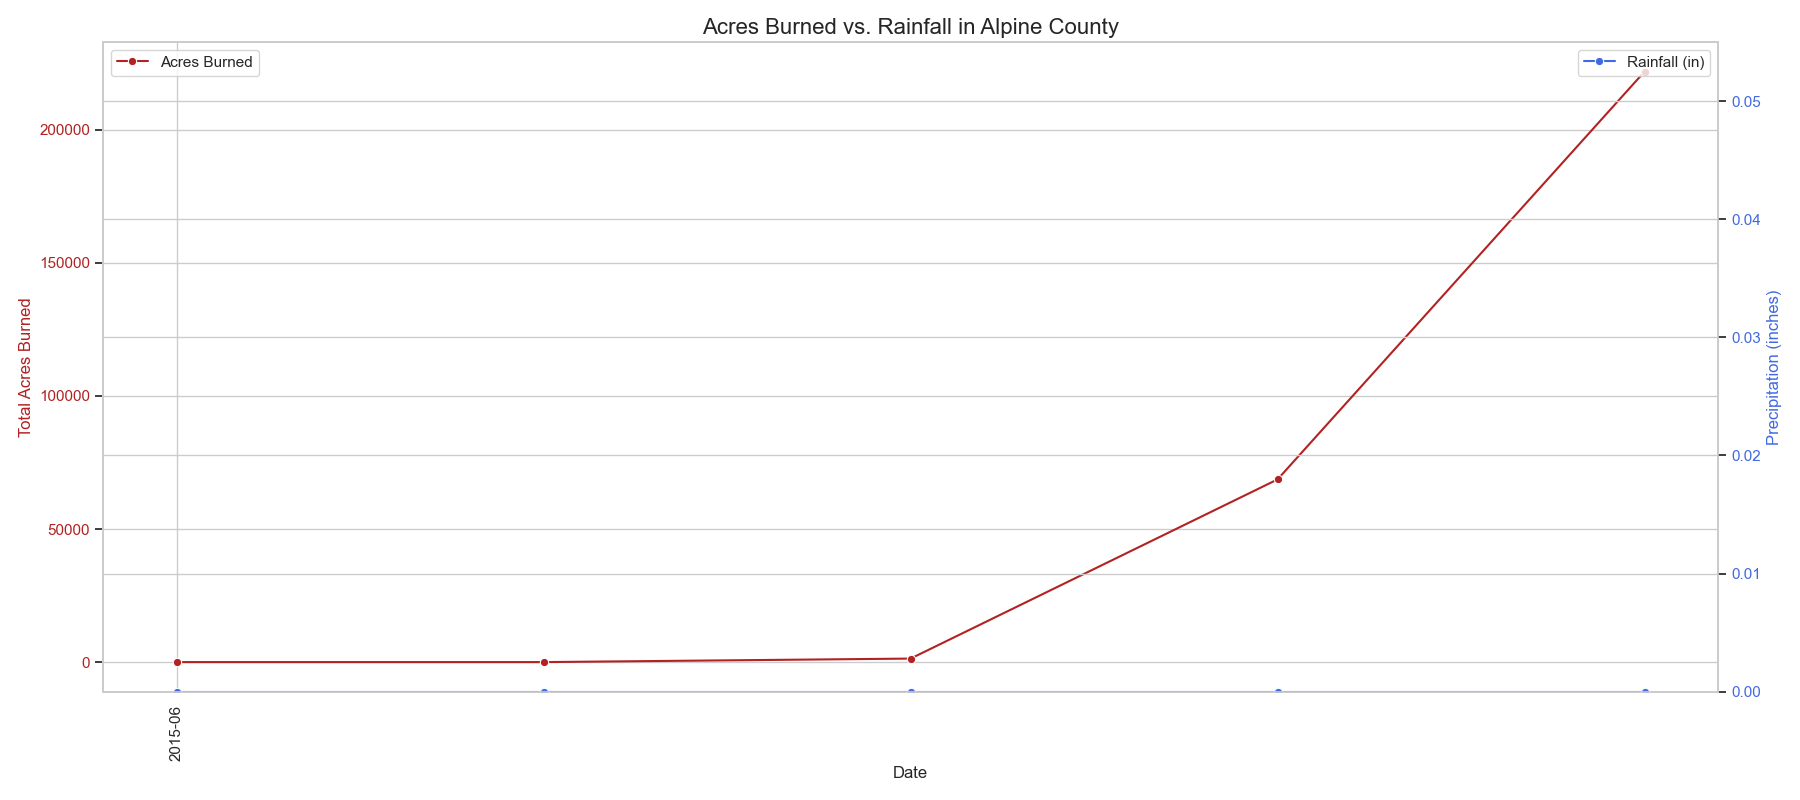 Acres Burned vs. Rainfall in Alpine County
Acres Burned
Rainfall (in)
Total Acres Burned
200000
150000
100000
50000
0
0.05
0.04
0.03
0.02
0.01
0.00
Precipitation (inches)
2015-06
Date